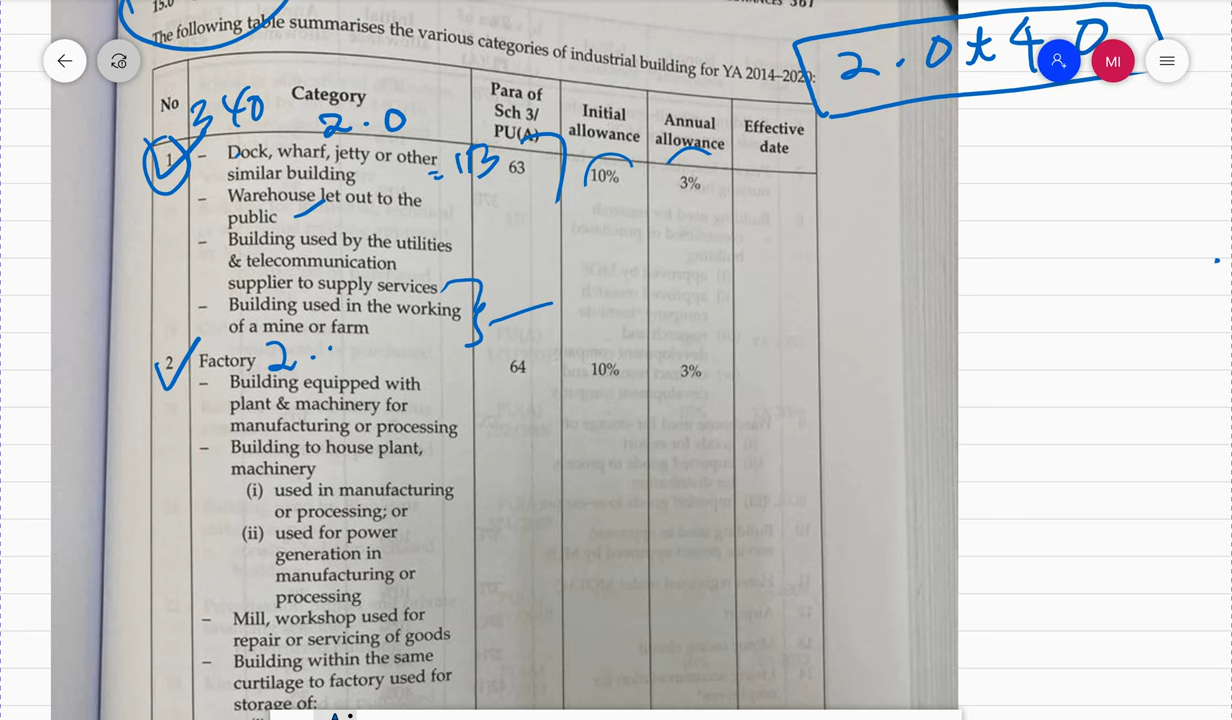 15.0
The following table summarises the various categories of industrial building for YA 2014–2020:
2.0 * 4.0
MI
No
Category
Para of
Sch 3/
PU(A)
Initial
allowance
Annual
allowance
Effective
date
340
2.0
1
– Dock, wharf, jetty or other
similar building
= 113
63
10%
3%
– Warehouse let out to the
public
– Building used by the utilities
& telecommunication
supplier to supply services
– Building used in the working
of a mine or farm
2
Factory
2.
64
10%
3%
– Building equipped with
plant & machinery for
manufacturing or processing
– Building to house plant,
machinery
(i) used in manufacturing
or processing; or
(ii) used for power
generation in
manufacturing or
processing
– Mill, workshop used for
repair or servicing of goods
– Building within the same
curtilage to factory used for
storage of: